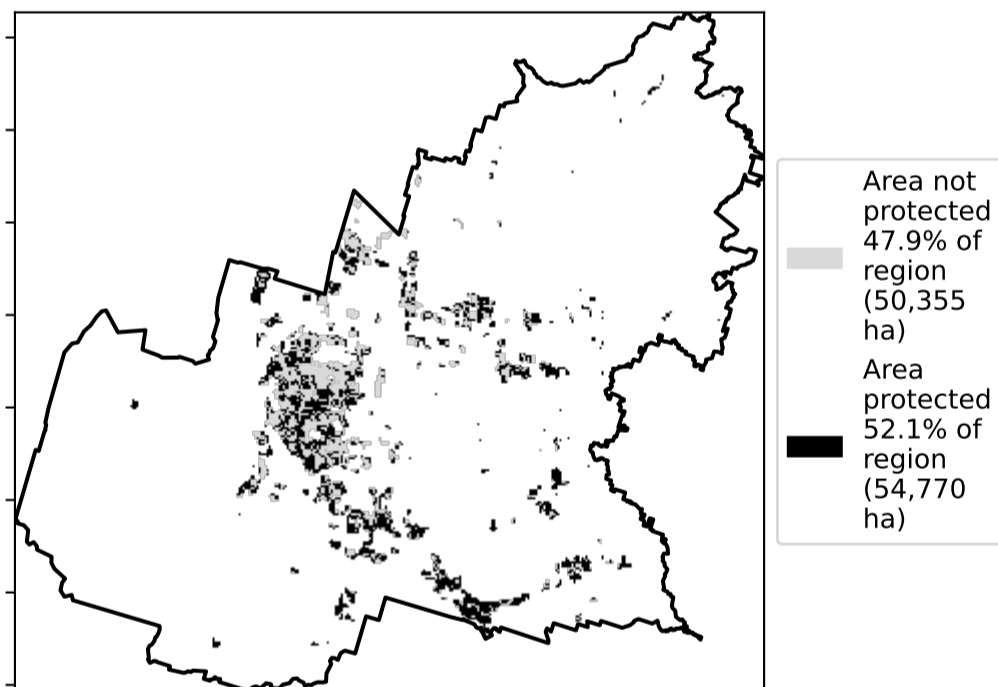 Area not
protected
47.9% of
region
(50,355
ha)
Area
protected
52.1% of
region
(54,770
ha)